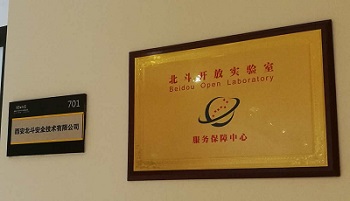 701
西安北斗安全技术有限公司
北斗开放实验室
Beidou Open Laboratory
服务保障中心